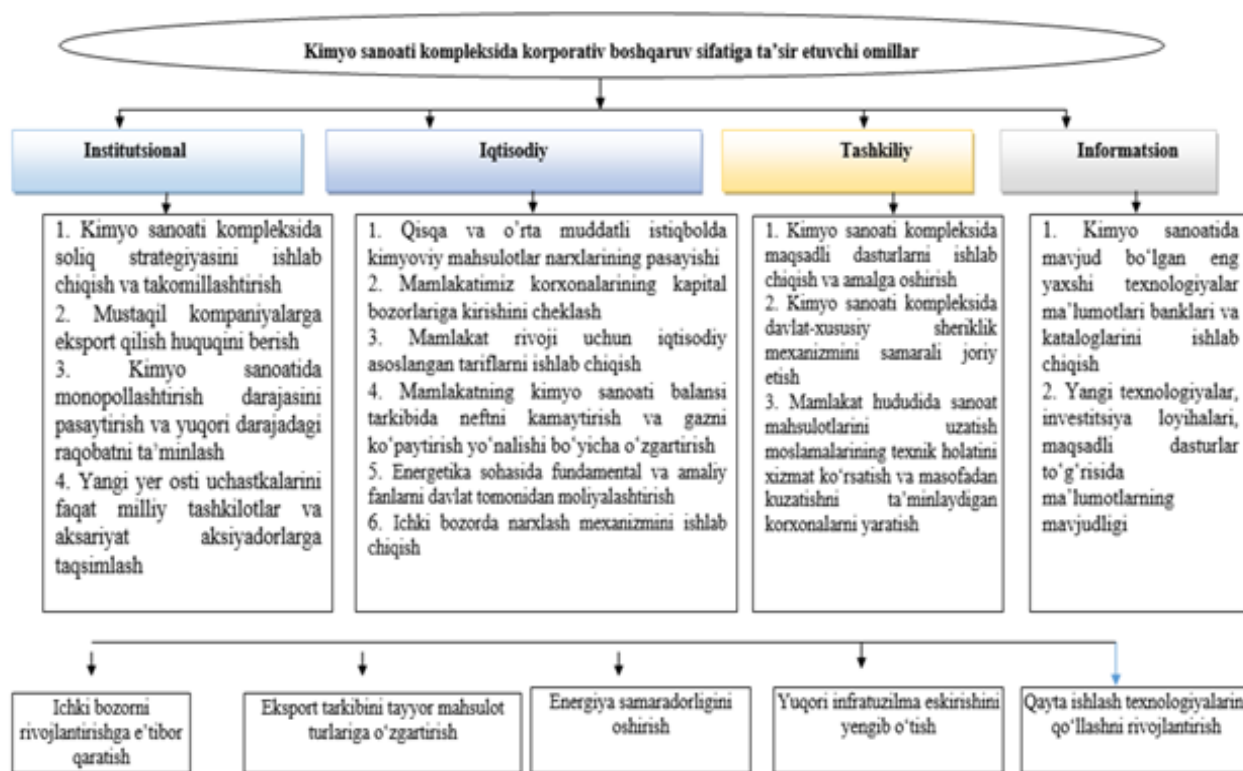 Kimyo sanoati kompleksida korporativ boshqaruv sifatiga ta'sir etuvchi omillar
Institutsional
Iqtisodiy
Tashkiliy
Informatsion
1. Kimyo sanoati kompleksida
soliq strategiyasini ishlab
chiqish va takomillashtirish
2. Mustaqil kompaniyalarga
eksport qilish huquqini berish
3. Kimyo sanoatida
monopollashtirish darajasini
pasaytirish va yuqori darajadagi
raqobatni ta'minlash
4. Yangi yer osti uchastkalarini
faqat milliy tashkilotlar va
aksariyat aksiyadorlarga
taqsimlash
1. Qisqa va o'rta muddatli istiqbolda
kimyoviy mahsulotlar narxlarining pasayishi
2. Mamlakatimiz korxonalarining kapital
bozorlariga kirishini cheklash
3. Mamlakat rivoji uchun iqtisodiy
asoslangan tariflarni ishlab chiqish
4. Mamlakatning kimyo sanoati balansi
tarkibida neftni kamaytirish va gazni
ko'paytirish yo'nalishi bo'yicha o'zgartirish
5. Energetika sohasida fundamental va amaliy
fanlarni davlat tomonidan moliyalashtirish
6. Ichki bozorda narxlash mexanizmini ishlab
chiqish
1. Kimyo sanoati kompleksida
maqsadli dasturlarni ishlab
chiqish va amalga oshirish
2. Kimyo sanoati kompleksida
davlat-xususiy sheriklik
mexanizmini samarali joriy
etish
3. Mamlakat hududida sanoat
mahsulotlarini uzatish
moslamalarining texnik holatini
xizmat ko'rsatish va masofadan
kuzatishni ta'minlaydigan
korxonalarni yaratish
1. Kimyo sanoatida
mavjud bo'lgan eng
yaxshi texnologiyalar
ma'lumotlari banklari va
kataloglarini ishlab
chiqish
2. Yangi texnologiyalar,
investitsiya loyihalari,
maqsadli dasturlar
to'g'risida
ma'lumotlarning
mavjudligi
Ichki bozorni
rivojlantirishga e'tibor
qaratish
Eksport tarkibini tayyor mahsulot
turlariga o'zgartirish
Energiya samaradorligini
oshirish
Yuqori infratuzilma eskirishini
yengib o'tish
Qayta ishlash texnologiyalarin
qo'llashni rivojlantirish